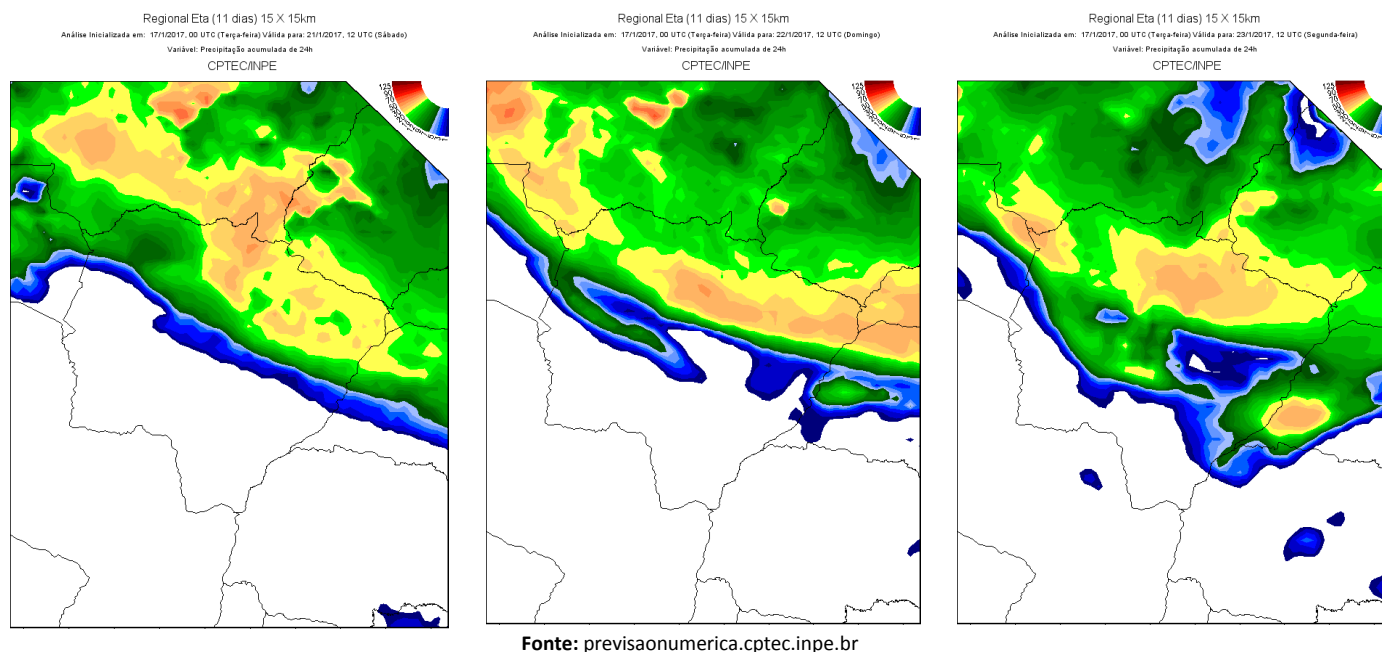 Regional Eta (11 dias) 15 X 15km
Análise Inicializada em: 17/1/2017, 00 UTC (Terça-feira) Válida para: 21/1/2017, 12 UTC (Sábado)
Variável: Precipitação acumulada de 24h
CPTEC/INPE
Regional Eta (11 dias) 15 X 15km
Análise Inicializada em: 17/1/2017, 00 UTC (Terça-feira) Válida para: 22/1/2017, 12 UTC (Domingo)
Variável: Precipitação acumulada de 24h
CPTEC/INPE
Regional Eta (11 dias) 15 X 15km
Análise Inicializada em: 17/1/2017, 00 UTC (Terça-feira) Válida para: 23/1/2017, 12 UTC (Segunda-feira)
Variável: Precipitação acumulada de 24h
CPTEC/INPE
Fonte: previsaonumerica.cptec.inpe.br